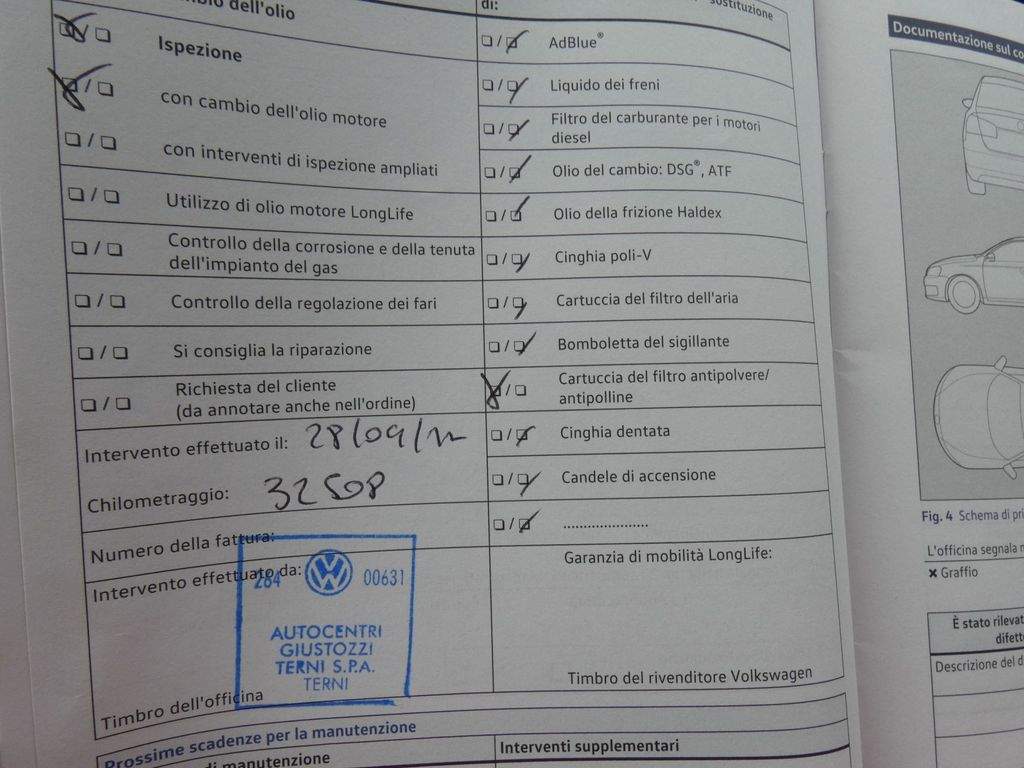 dell'olio
di:
sostituzione
Ispezione
con cambio dell'olio motore
con interventi di ispezione ampliati
Utilizzo di olio motore LongLife
Controllo della corrosione e della tenuta
dell'impianto del gas
Controllo della regolazione dei fari
Si consiglia la riparazione
Richiesta del cliente
(da annotare anche nell'ordine)
Intervento effettuato il: 28/09/
Chilometraggio: 32508
Numero della fattura:
Intervento effettuato da:
284 00631
AUTOCENTRI
GIUSTOZZI
TERNI S.P.A.
TERNI
Timbro dell'officina
AdBlue®
Liquido dei freni
Filtro del carburante per i motori
diesel
Olio del cambio: DSG®, ATF
Olio della frizione Haldex
Cinghia poli-V
Cartuccia del filtro dell'aria
Bomboletta del sigillante
Cartuccia del filtro antipolvere/
antipolline
Cinghia dentata
Candele di accensione
.....................
Garanzia di mobilità LongLife:
Timbro del rivenditore Volkswagen
Prossime scadenze per la manutenzione
di manutenzione
Interventi supplementari
Documentazione sul
Fig. 4 Schema di
L'officina segnala
✖ Graffio
È stato
Descrizione del